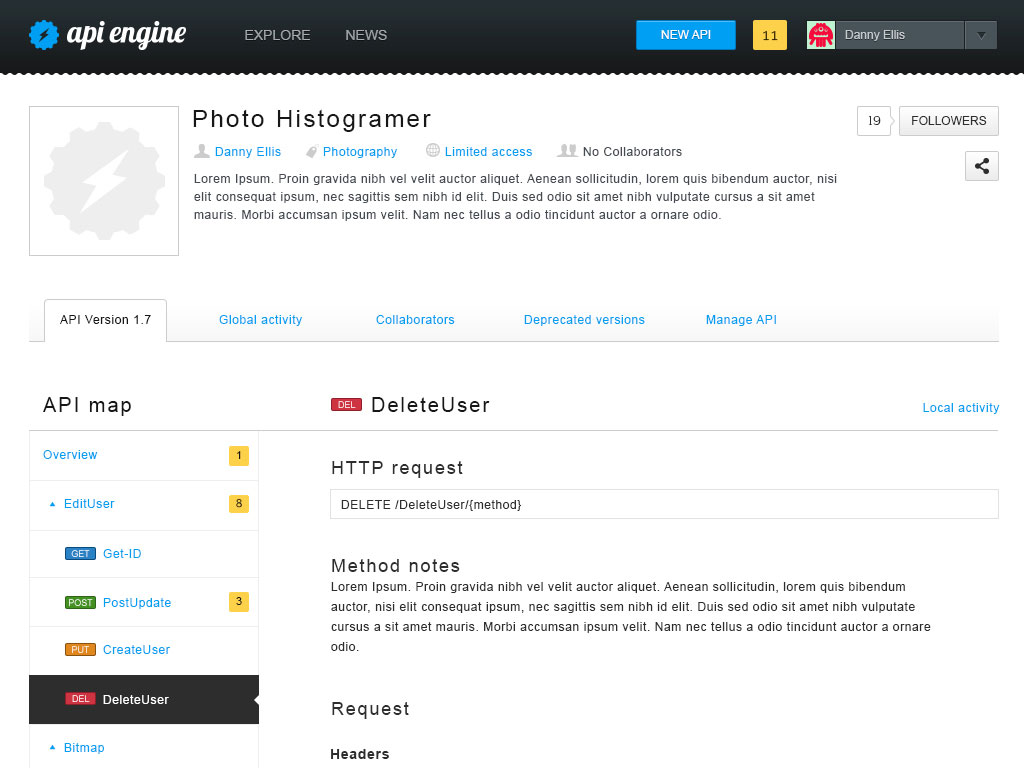 api engine
EXPLORE
NEWS
NEW API
11
Danny Ellis
Photo Histogramer
19
FOLLOWERS
Danny Ellis
Photography
Limited access
No Collaborators
Lorem Ipsum. Proin gravida nibh vel velit auctor aliquet. Aenean sollicitudin, lorem quis bibendum auctor, nisi
elit consequat ipsum, nec sagittis sem nibh id elit. Duis sed odio sit amet nibh vulputate cursus a sit amet
mauris. Morbi accumsan ipsum velit. Nam nec tellus a odio tincidunt auctor a ornare odio.
API Version 1.7
Global activity
Collaborators
Deprecated versions
Manage API
API map
Overview
1
EditUser
8
GET Get-ID
POST PostUpdate
3
PUT CreateUser
DEL DeleteUser
Bitmap
DEL DeleteUser
Local activity
HTTP request
DELETE /DeleteUser/{method}
Method notes
Lorem Ipsum. Proin gravida nibh vel velit auctor aliquet. Aenean sollicitudin, lorem quis bibendum
auctor, nisi elit consequat ipsum, nec sagittis sem nibh id elit. Duis sed odio sit amet nibh vulputate
cursus a sit amet mauris. Morbi accumsan ipsum velit. Nam nec tellus a odio tincidunt auctor a ornare
odio.
Request
Headers